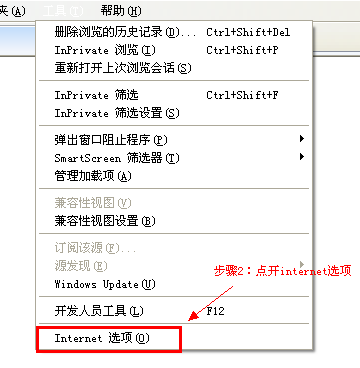 夹(A) 工具(T) 帮助(H)
删除浏览的历史记录(D)... Ctrl+Shift+Del
InPrivate 浏览(I) Ctrl+Shift+P
重新打开上次浏览会话(S)
InPrivate 筛选 Ctrl+Shift+F
InPrivate 筛选设置(S)
弹出窗口阻止程序(P)
SmartScreen 筛选器(T)
管理加载项(A)
兼容性视图(V)
兼容性视图设置(B)
订阅该源(F)...
源发现(E)
步骤2：点开internet选项
Windows Update(U)
开发人员工具(L) F12
Internet 选项(O)